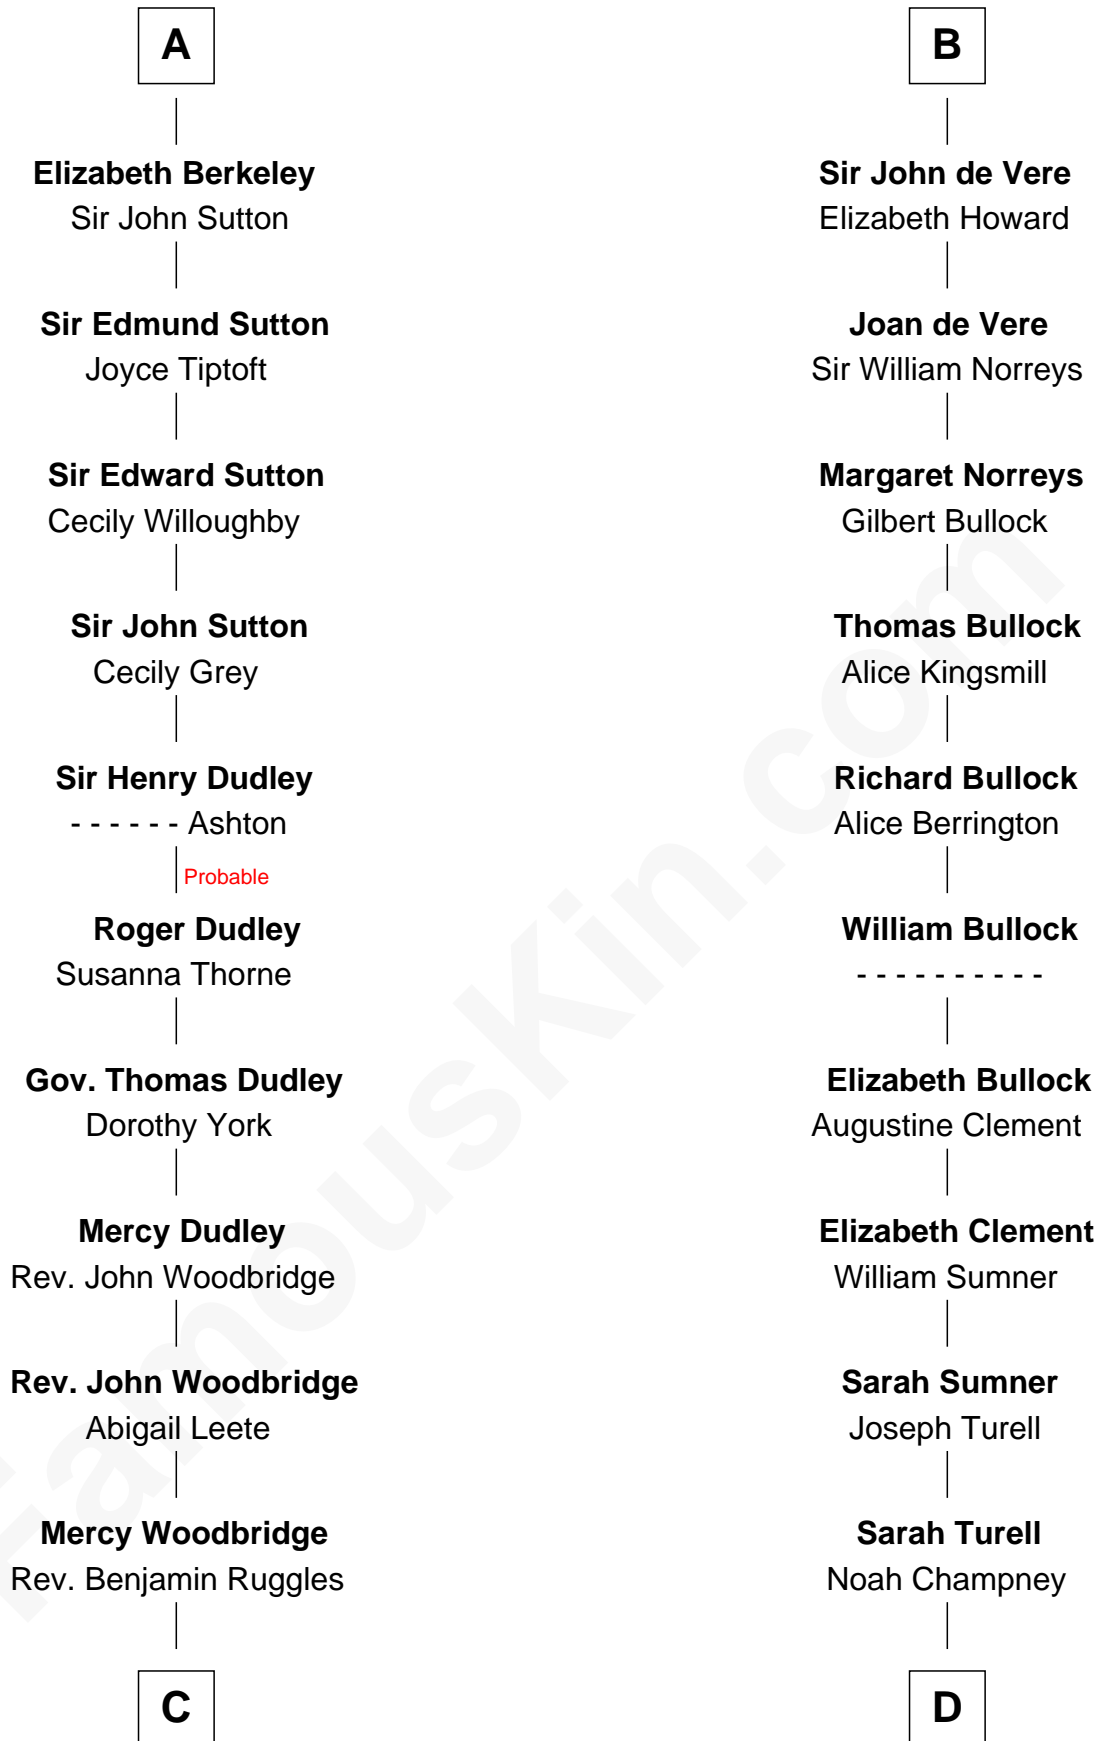 A
Elizabeth Berkeley
Sir John Sutton
Sir Edmund Sutton
Joyce Tiptoft
Sir Edward Sutton
Cecily Willoughby
Sir John Sutton
Cecily Grey
Sir Henry Dudley
- - - - - - Ashton
Probable
Roger Dudley
Susanna Thorne
Gov. Thomas Dudley
Dorothy York
Mercy Dudley
Rev. John Woodbridge
Rev. John Woodbridge
Abigail Leete
Mercy Woodbridge
Rev. Benjamin Ruggles
C
B
Sir John de Vere
Elizabeth Howard
Joan de Vere
Sir William Norreys
Margaret Norreys
Gilbert Bullock
Thomas Bullock
Alice Kingsmill
Richard Bullock
Alice Berrington
William Bullock
- - - - - - - - - -
Elizabeth Bullock
Augustine Clement
Elizabeth Clement
William Sumner
Sarah Sumner
Joseph Turell
Sarah Turell
Noah Champney
D
FamousKin.com